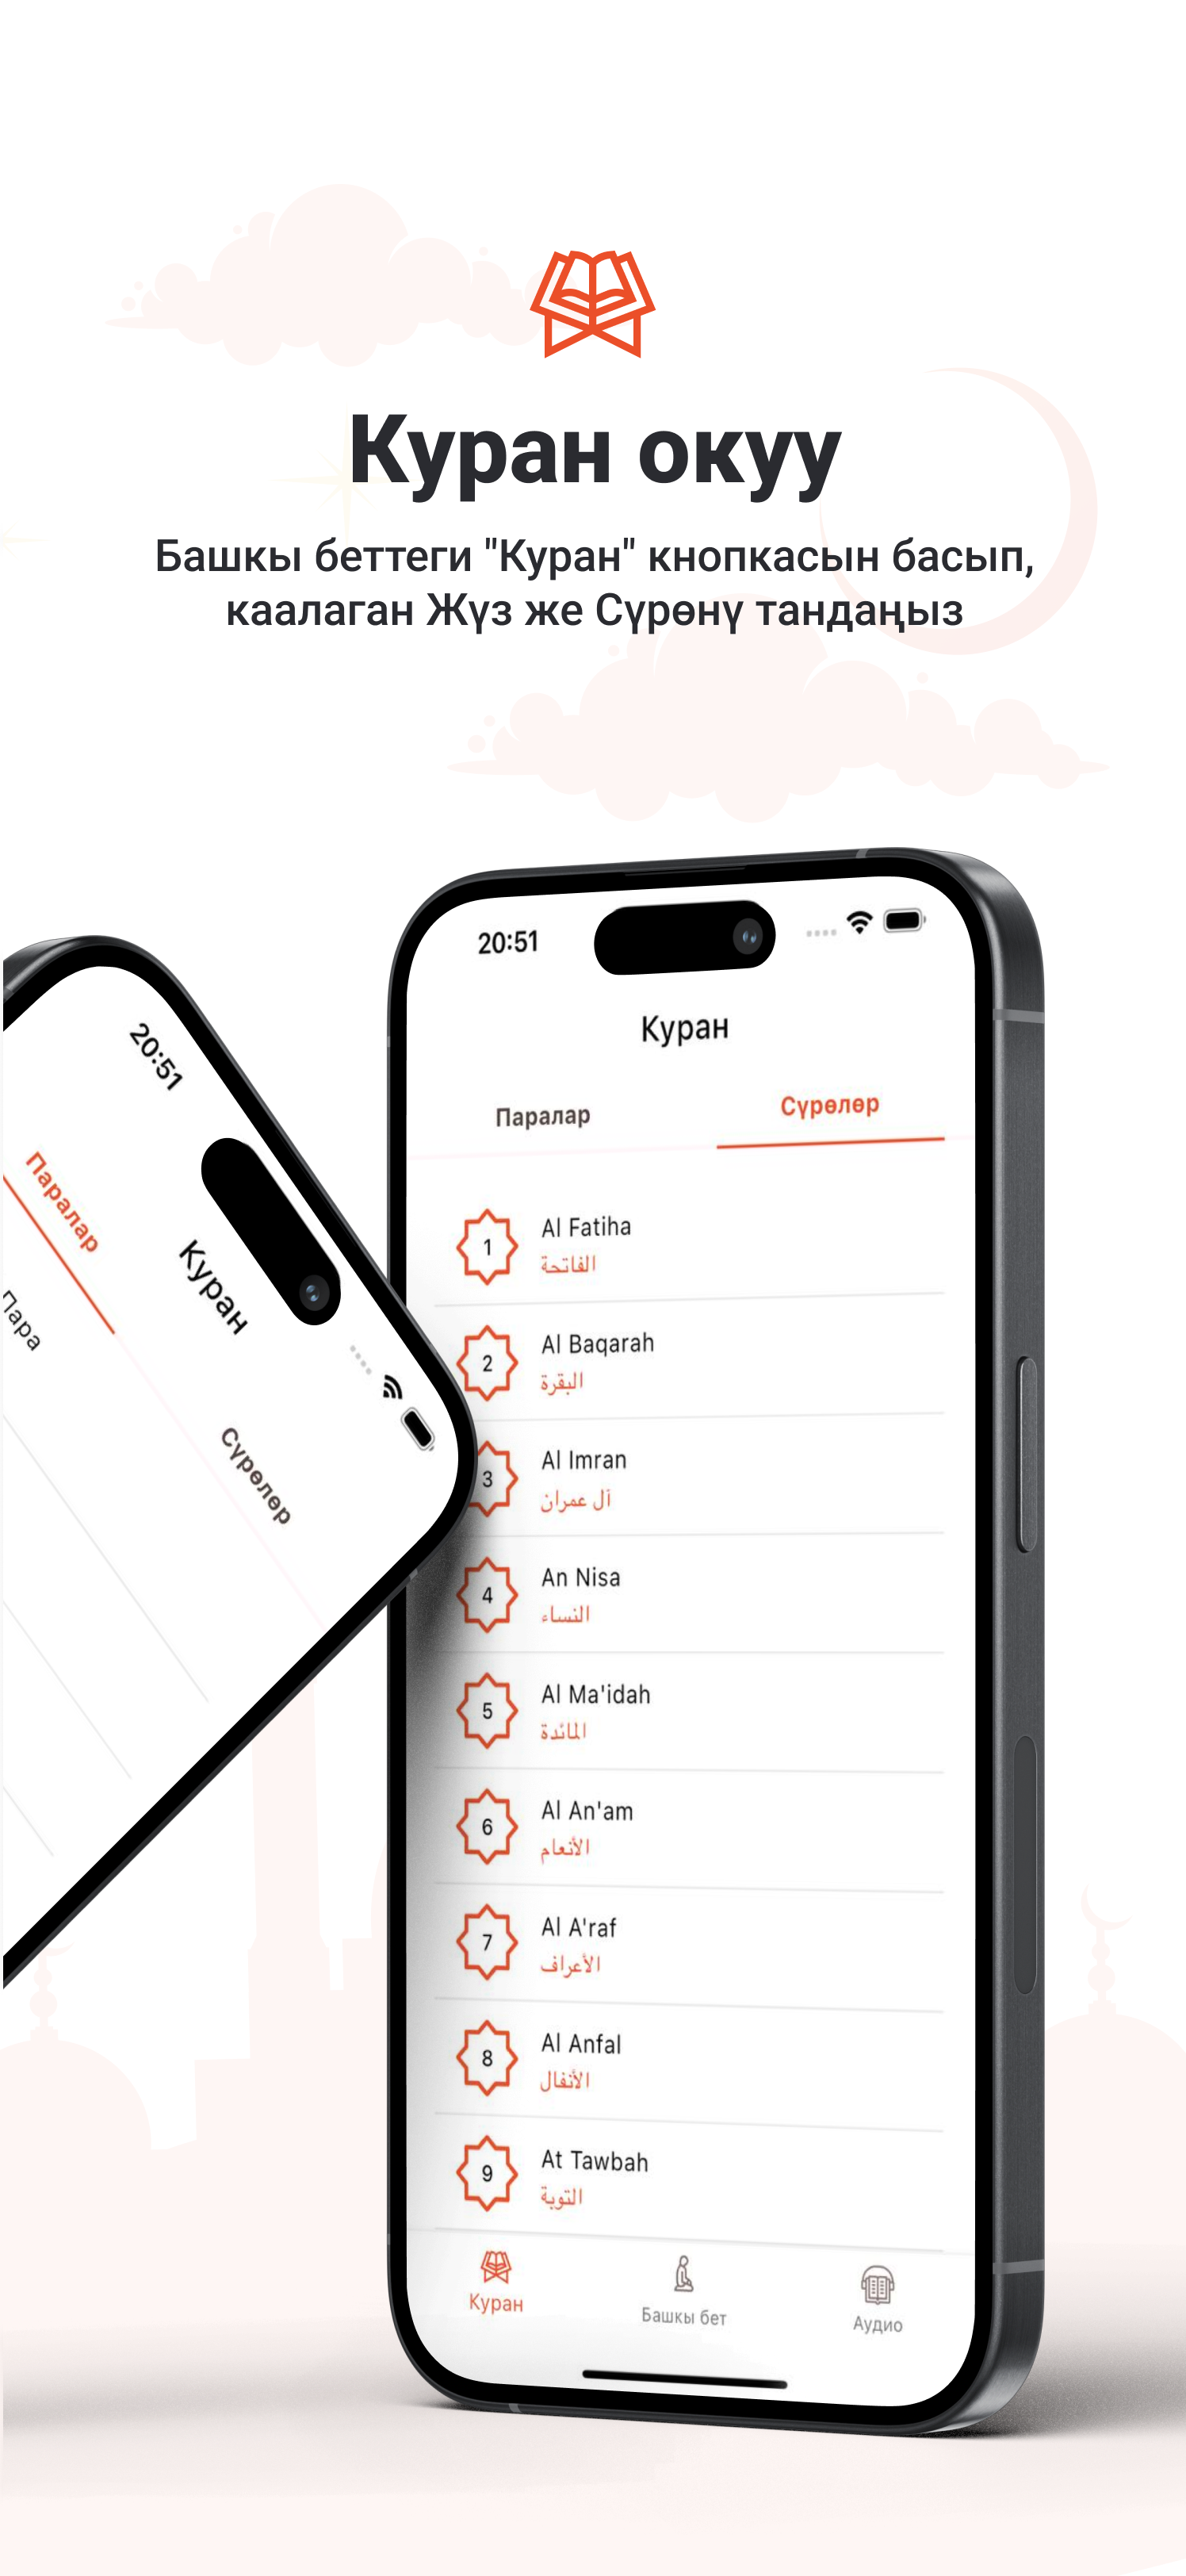 Куран окуу
Башкы беттеги "Куран" кнопкасын басып,
каалаган Жүз же Сүрөнү тандаңыз
20:51
Куран
Паралар
Сүрөлөр
Пара
20:51
Куран
Паралар
Сүрөлөр
1
Al Fatiha
الفاتحة
2
Al Baqarah
البقرة
3
Al Imran
آل عمران
4
An Nisa
النساء
5
Al Ma'idah
المائدة
6
Al An'am
الأنعام
7
Al A'raf
الأعراف
8
Al Anfal
الأنفال
9
At Tawbah
التوبة
Куран
Башкы бет
Аудио